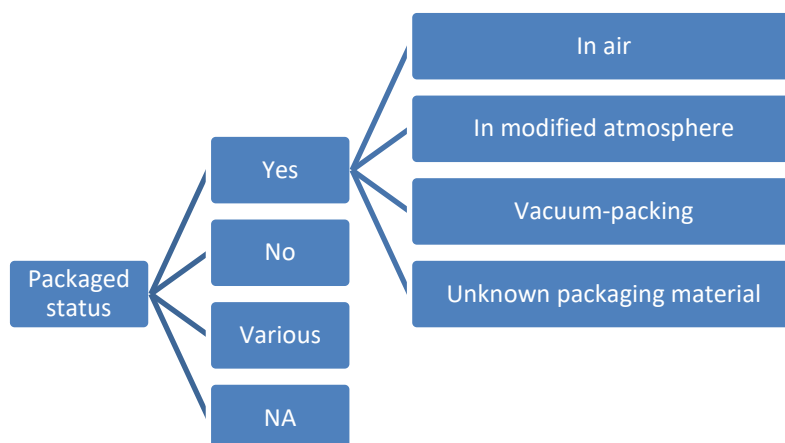 In air
In modified atmosphere
Yes
Vacuum-packing
No
Packaged
status
Unknown packaging material
Various
NA